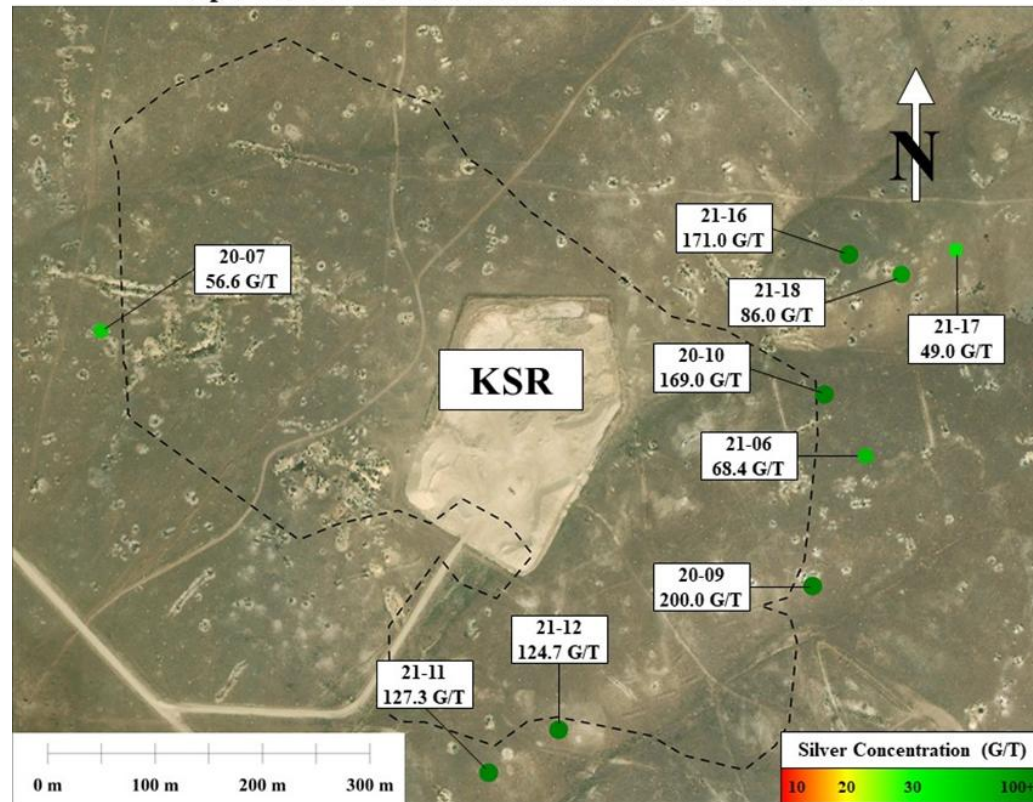 N
21-16
171.0 G/T
20-07
56.6 G/T
21-18
86.0 G/T
21-17
49.0 G/T
20-10
169.0 G/T
KSR
21-06
68.4 G/T
20-09
200.0 G/T
21-12
124.7 G/T
21-11
127.3 G/T
0 m 100 m 200 m 300 m
Silver Concentration (G/T)
10 20 30 100+